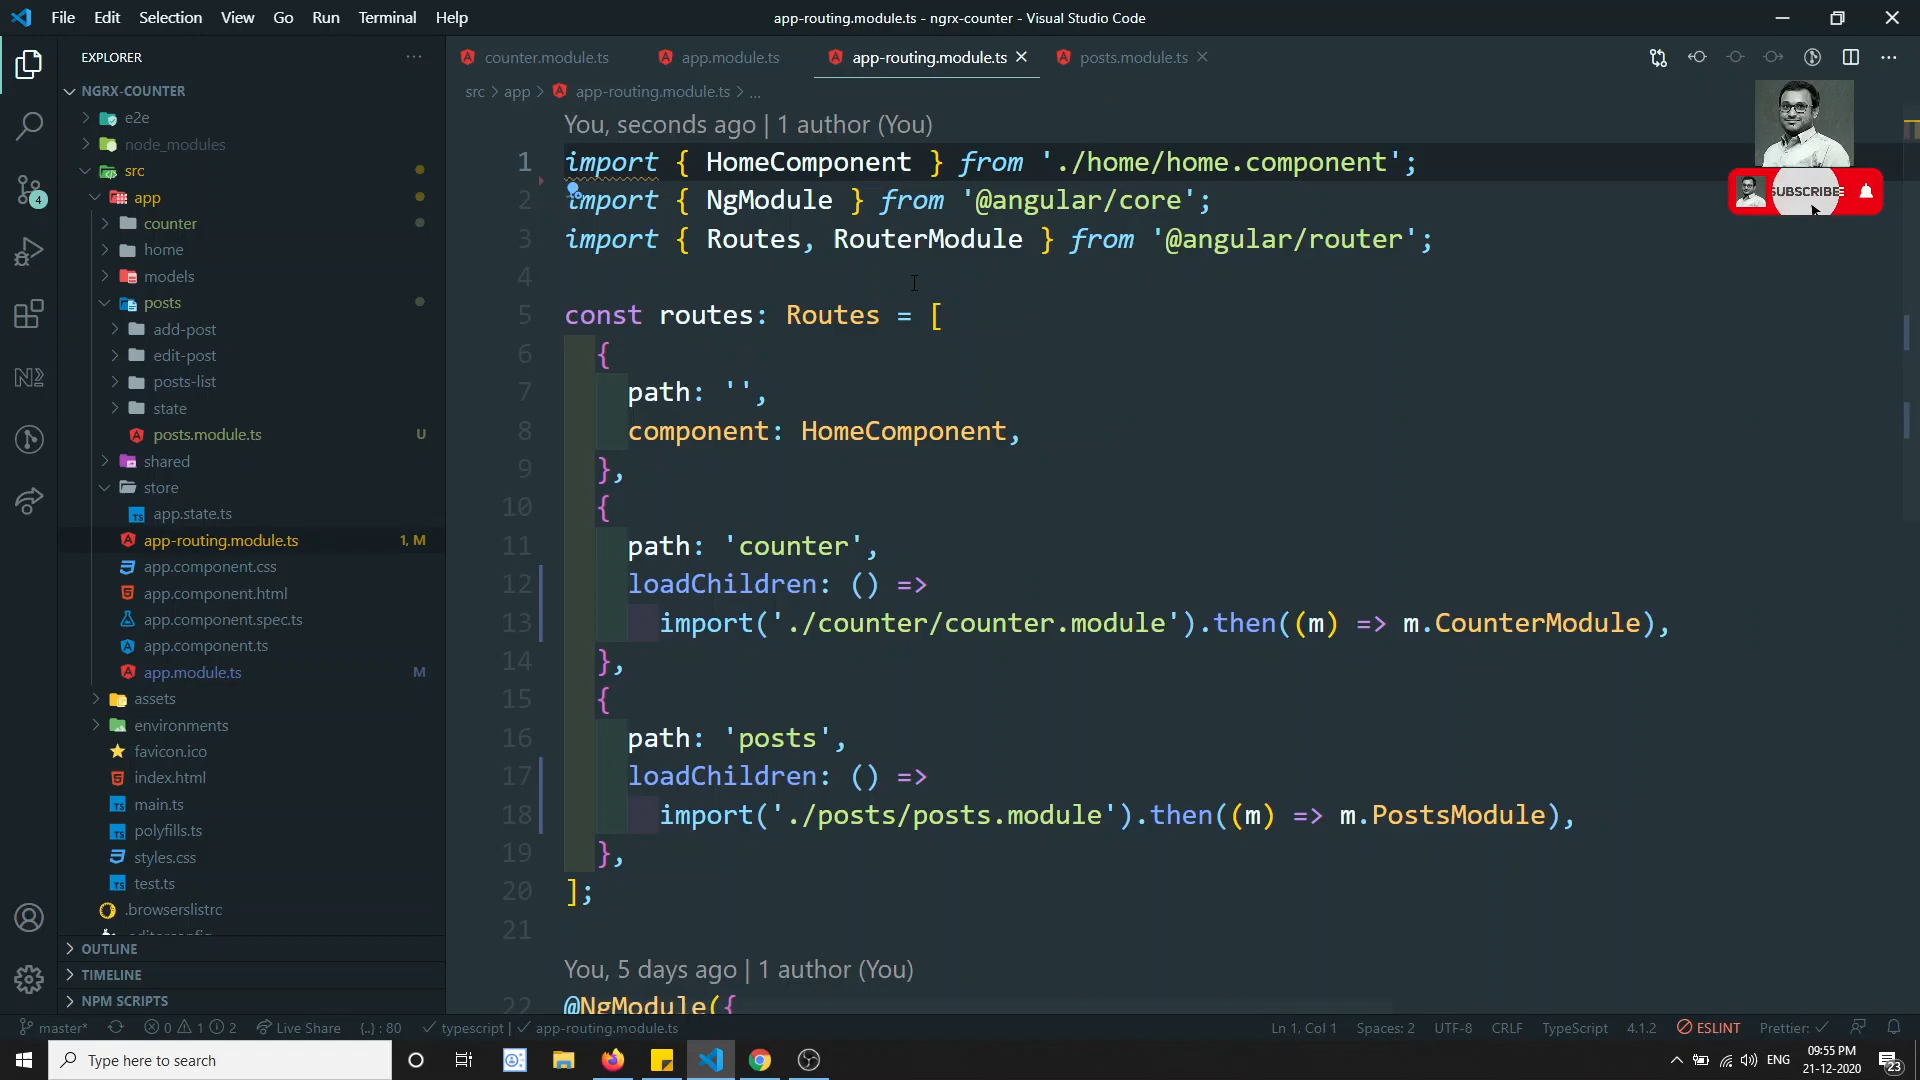 File Edit Selection View Go Run Terminal Help
app-routing.module.ts - ngrx-counter - Visual Studio Code
EXPLORER
counter.module.ts
app.module.ts
app-routing.module.ts
posts.module.ts
NGRX-COUNTER
src > app > app-routing.module.ts > ...
e2e
node_modules
src
app
counter
home
models
posts
add-post
edit-post
posts-list
state
posts.module.ts U
shared
store
app.state.ts
app-routing.module.ts 1, M
app.component.css
app.component.html
app.component.spec.ts
app.component.ts
app.module.ts M
assets
environments
favicon.ico
index.html
main.ts
polyfills.ts
styles.css
test.ts
.browserslistrc
.editorconfig
OUTLINE
TIMELINE
NPM SCRIPTS
4
You, seconds ago | 1 author (You)
1 import { HomeComponent } from './home/home.component';
2 import { NgModule } from '@angular/core';
3 import { Routes, RouterModule } from '@angular/router';
4
5 const routes: Routes = [
6 {
7 path: '',
8 component: HomeComponent,
9 },
10 {
11 path: 'counter',
12 loadChildren: () =>
13 import('./counter/counter.module').then((m) => m.CounterModule),
14 },
15 {
16 path: 'posts',
17 loadChildren: () =>
18 import('./posts/posts.module').then((m) => m.PostsModule),
19 },
20 ];
21
You, 5 days ago | 1 author (You)
22 @NgModule({
SUBSCRIBE
master* 0 1 2 Live Share {..} : 80 typescript | app-routing.module.ts
Ln 1, Col 1 Spaces: 2 UTF-8 CRLF TypeScript 4.1.2 ESLINT Prettier:
Type here to search
ENG
09:55 PM
21-12-2020
23